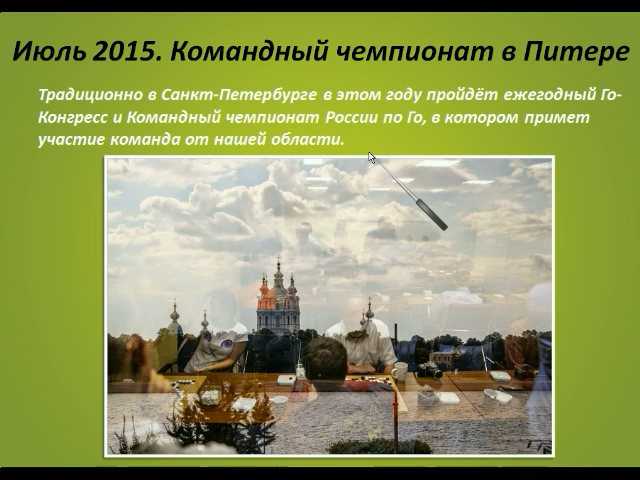 Июль 2015. Командный чемпионат в Питере
Традиционно в Санкт-Петербурге в этом году пройдёт ежегодный Го-
Конгресс и Командный чемпионат России по Го, в котором примет
участие команда от нашей области.